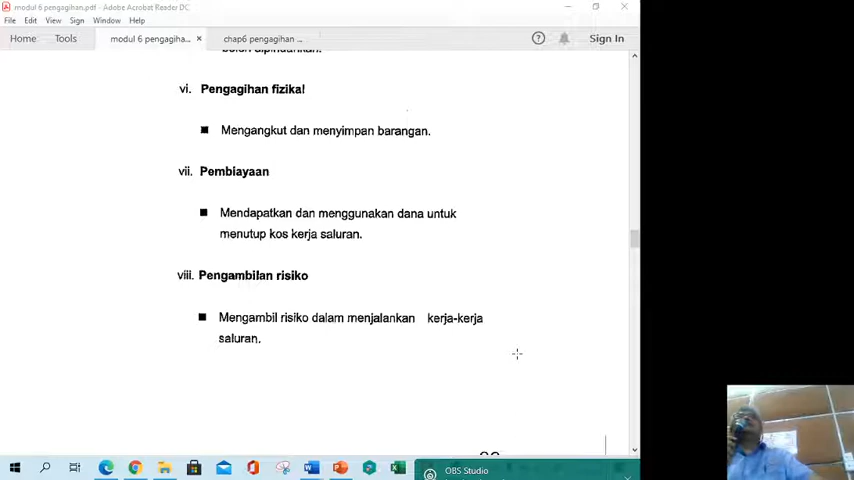 modul 6 pengagihan.pdf - Adobe Acrobat Reader DC
File Edit View Sign Window Help
Home Tools modul 6 pengagiha... × chap6 pengagihan ... Sign In
boleh dipindahkan.
vi. Pengagihan fizikal
■ Mengangkut dan menyimpan barangan.
vii. Pembiayaan
■ Mendapatkan dan menggunakan dana untuk
menutup kos kerja saluran.
viii. Pengambilan risiko
■ Mengambil risiko dalam menjalankan kerja-kerja
saluran.
OBS Studio